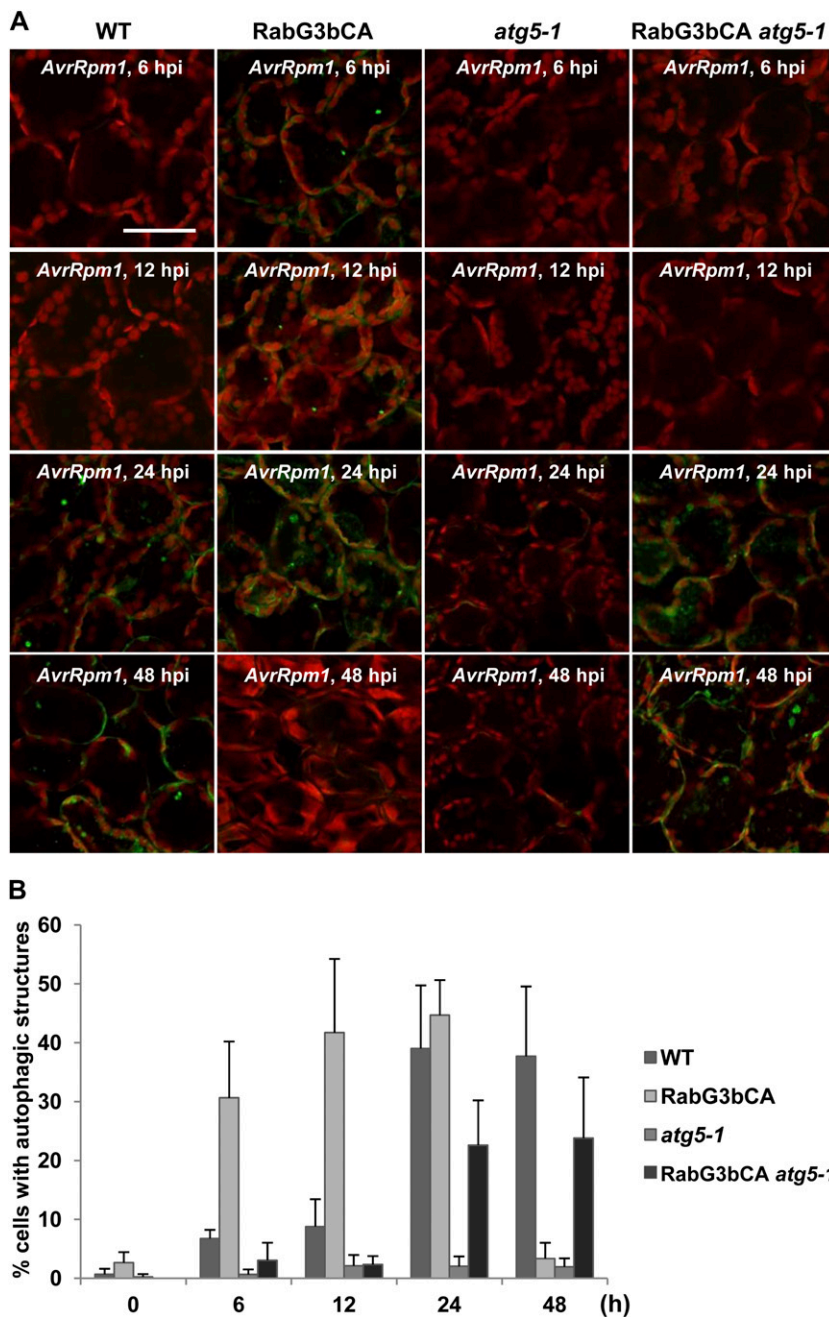 A
WT RabG3bCA atg5-1 RabG3bCA atg5-1
AvrRpm1, 6 hpi AvrRpm1, 6 hpi AvrRpm1, 6 hpi AvrRpm1, 6 hpi
AvrRpm1, 12 hpi AvrRpm1, 12 hpi AvrRpm1, 12 hpi AvrRpm1, 12 hpi
AvrRpm1, 24 hpi AvrRpm1, 24 hpi AvrRpm1, 24 hpi AvrRpm1, 24 hpi
AvrRpm1, 48 hpi AvrRpm1, 48 hpi AvrRpm1, 48 hpi AvrRpm1, 48 hpi
B
% cells with autophagic structures
60
50
40
30
20
10
0
0 6 12 24 48 (h)
WT
RabG3bCA
atg5-1
RabG3bCA atg5-1